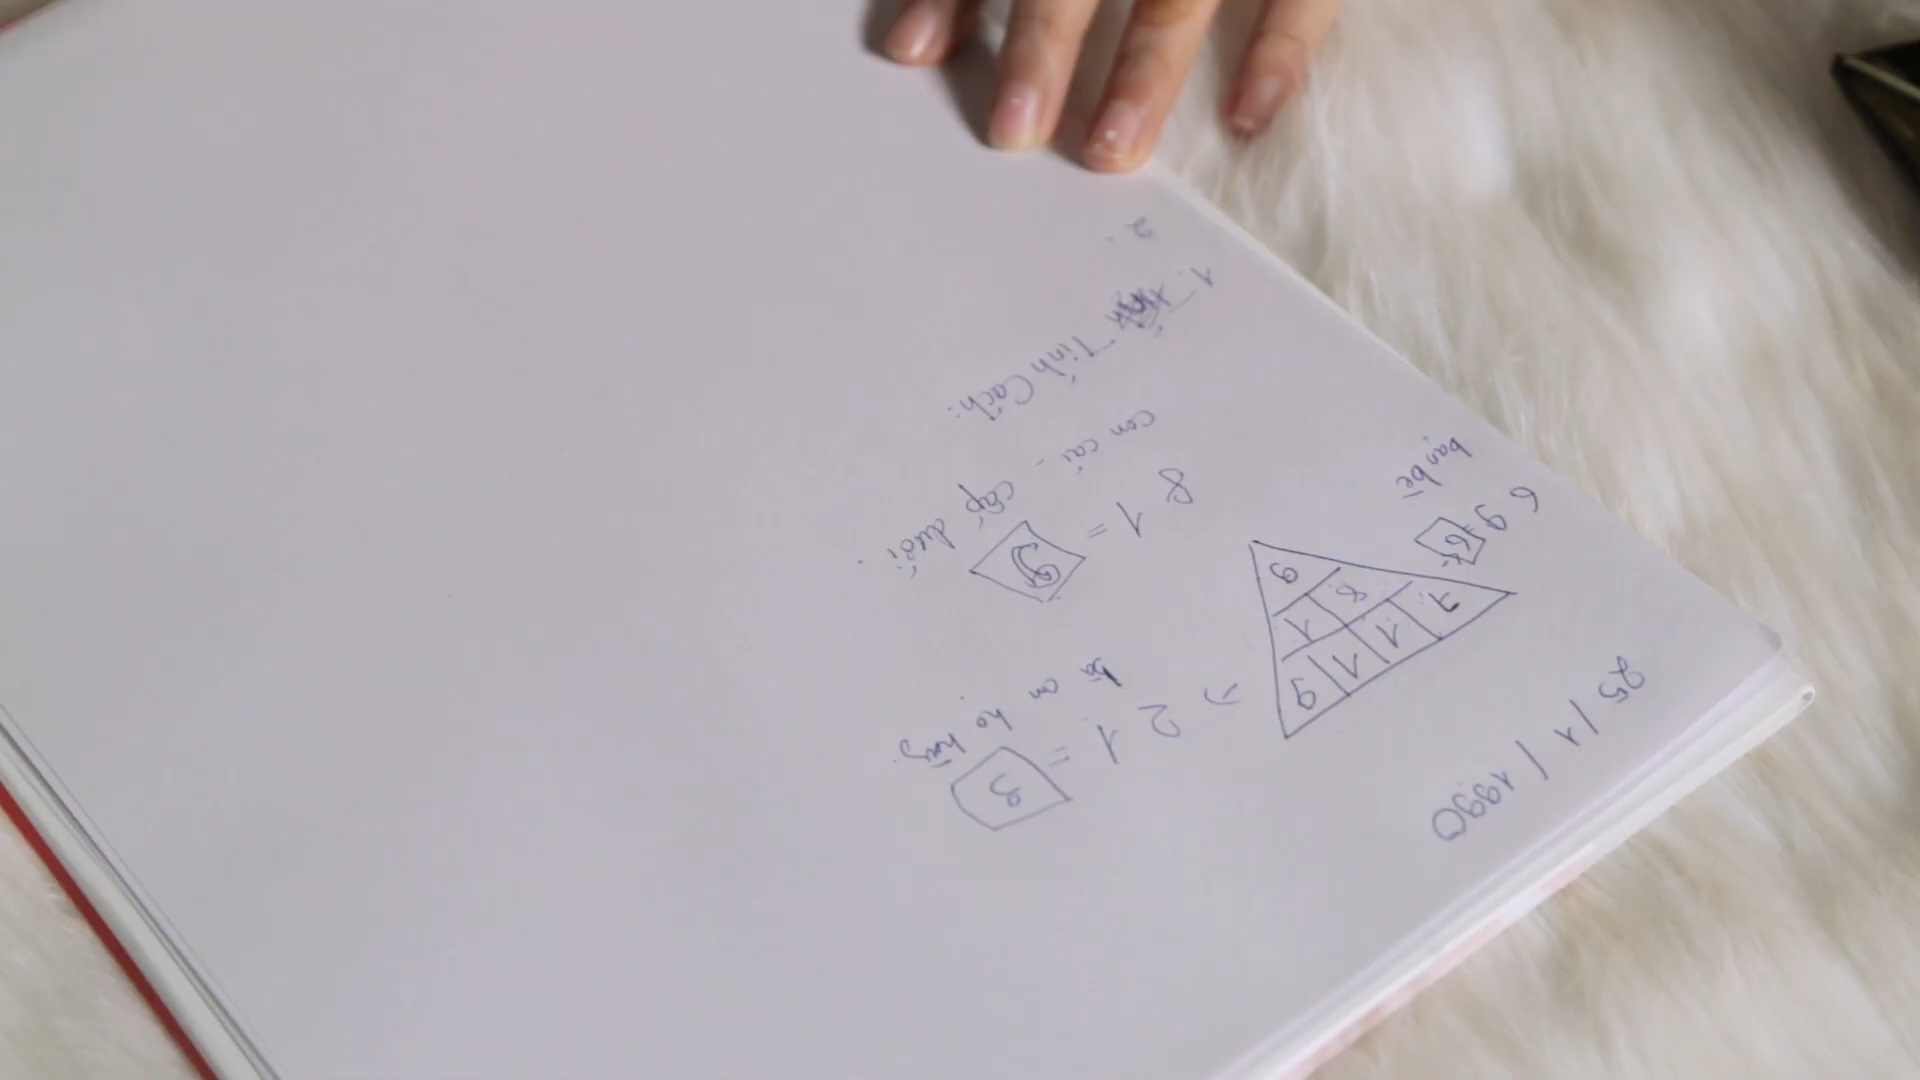 25 / 1 / 1990
7 1 1 9
8 1
9
6 9 = 6
bạn bè
=> 2 1 = 3
bà con họ hàng
8 1 = 9
con cái - cấp dưới.
1. Tính Cách:
2.